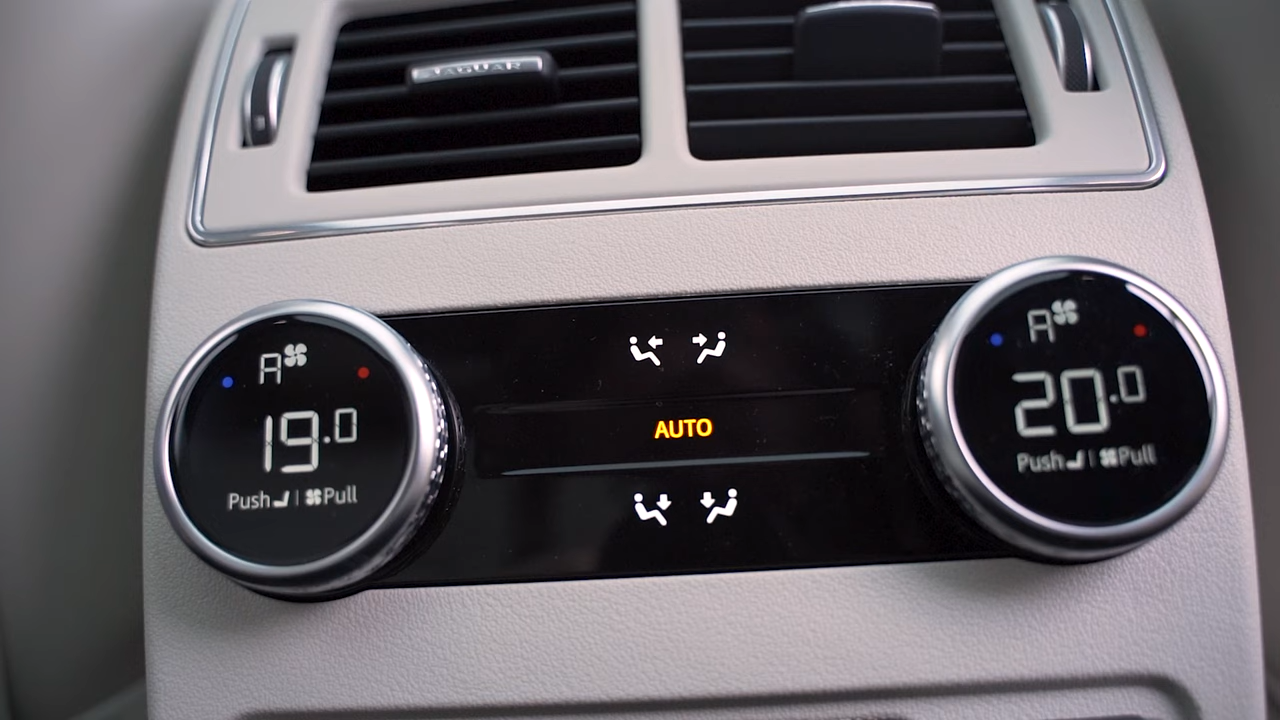 JAGUAR
A
19.0
Push | Pull
AUTO
A
20.0
Push | Pull